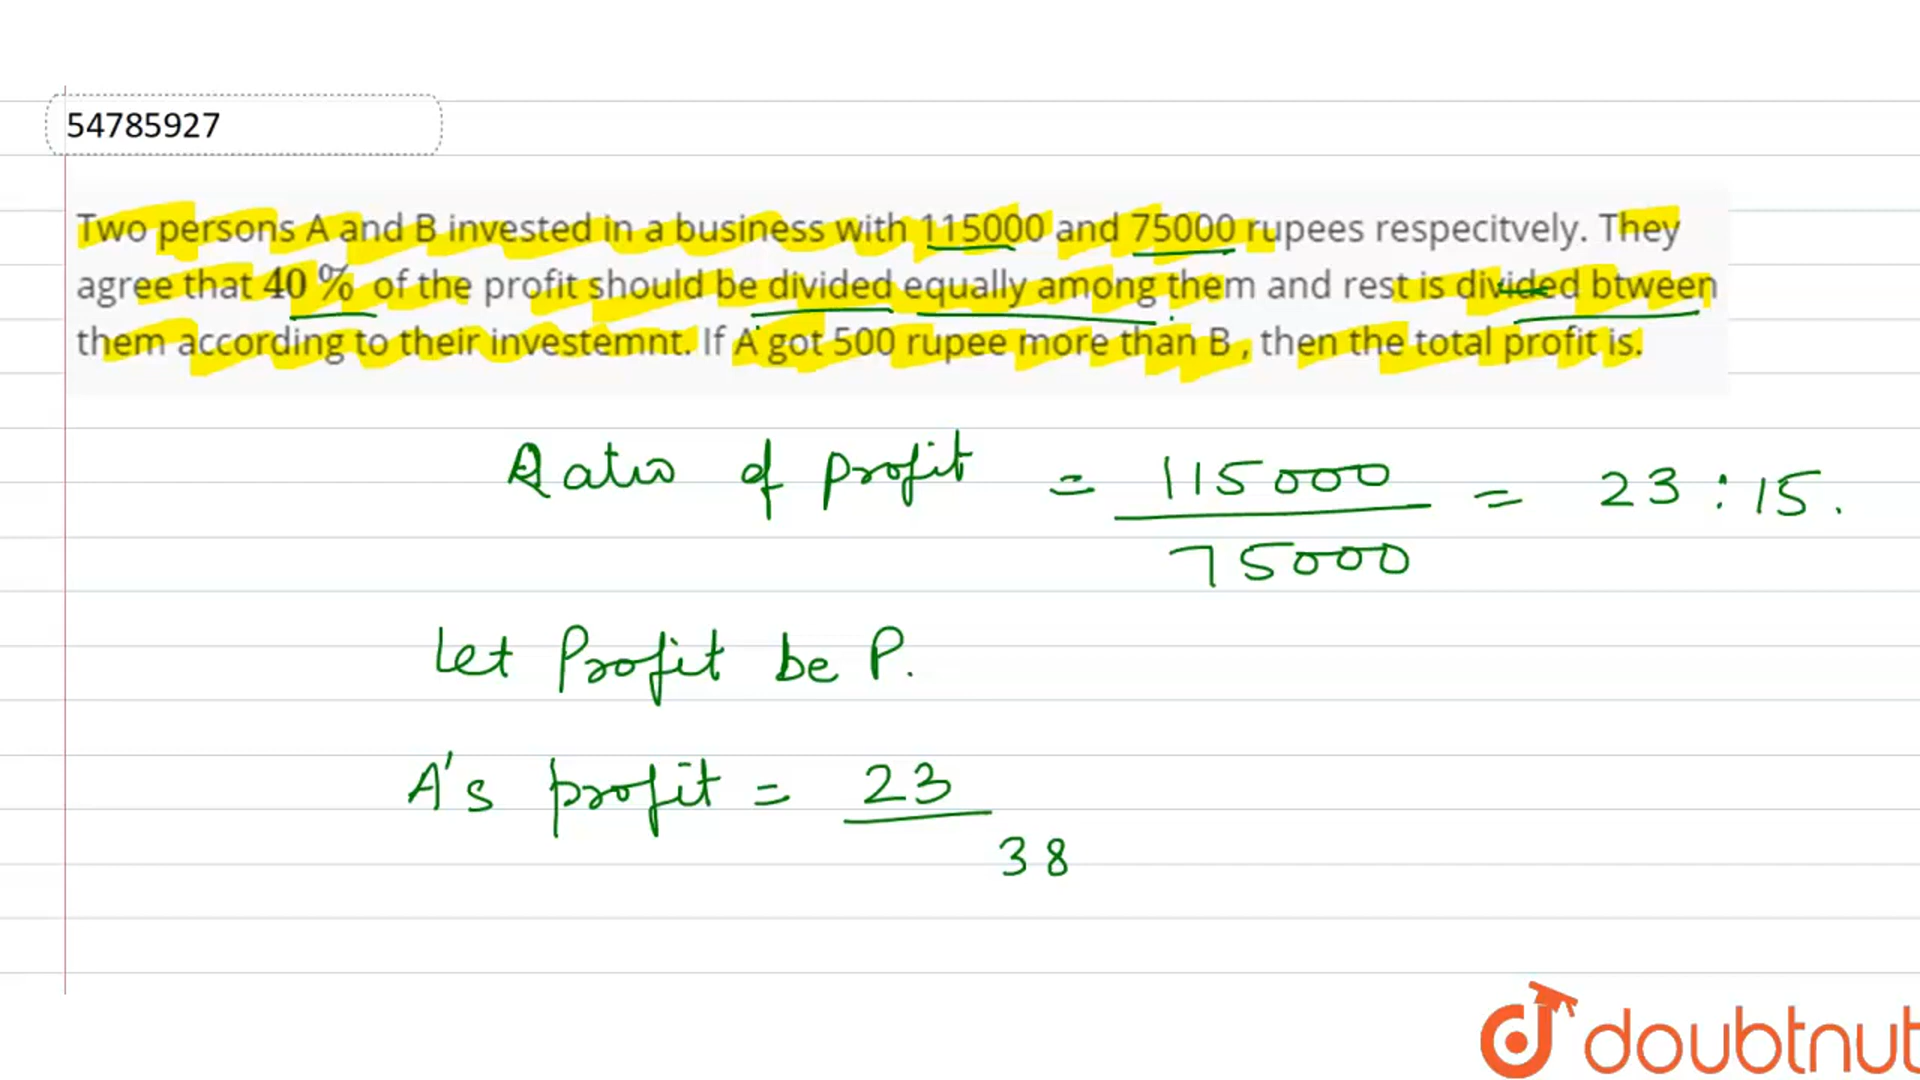 54785927
Two persons A and B invested in a business with 115000 and 75000 rupees respecitvely. They
agree that 40 % of the profit should be divided equally among them and rest is divided btween
them according to their investemnt. If A got 500 rupee more than B , then the total profit is.
Ratio of profit = 115000 = 23 : 15.
75000
Let Profit be P.
A's profit = 23
38
doubtnut